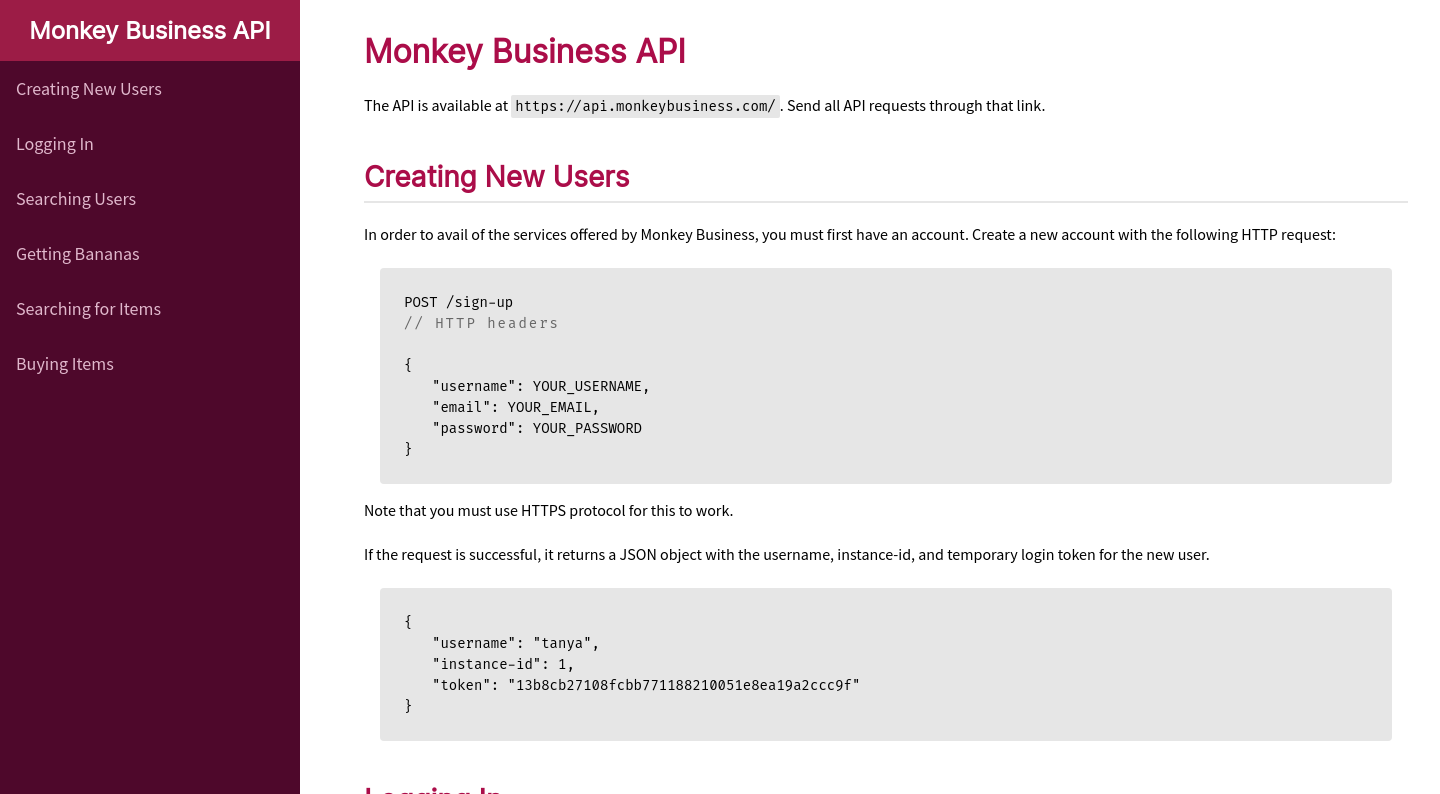 Monkey Business API
Creating New Users
Logging In
Searching Users
Getting Bananas
Searching for Items
Buying Items
Monkey Business API
The API is available at https://api.monkeybusiness.com/. Send all API requests through that link.
Creating New Users
In order to avail of the services offered by Monkey Business, you must first have an account. Create a new account with the following HTTP request:
POST /sign-up
// HTTP headers
{
"username": YOUR_USERNAME,
"email": YOUR_EMAIL,
"password": YOUR_PASSWORD
}
Note that you must use HTTPS protocol for this to work.
If the request is successful, it returns a JSON object with the username, instance-id, and temporary login token for the new user.
{
"username": "tanya",
"instance-id": 1,
"token": "13b8cb27108fcbb771188210051e8ea19a2ccc9f"
}
Logging In